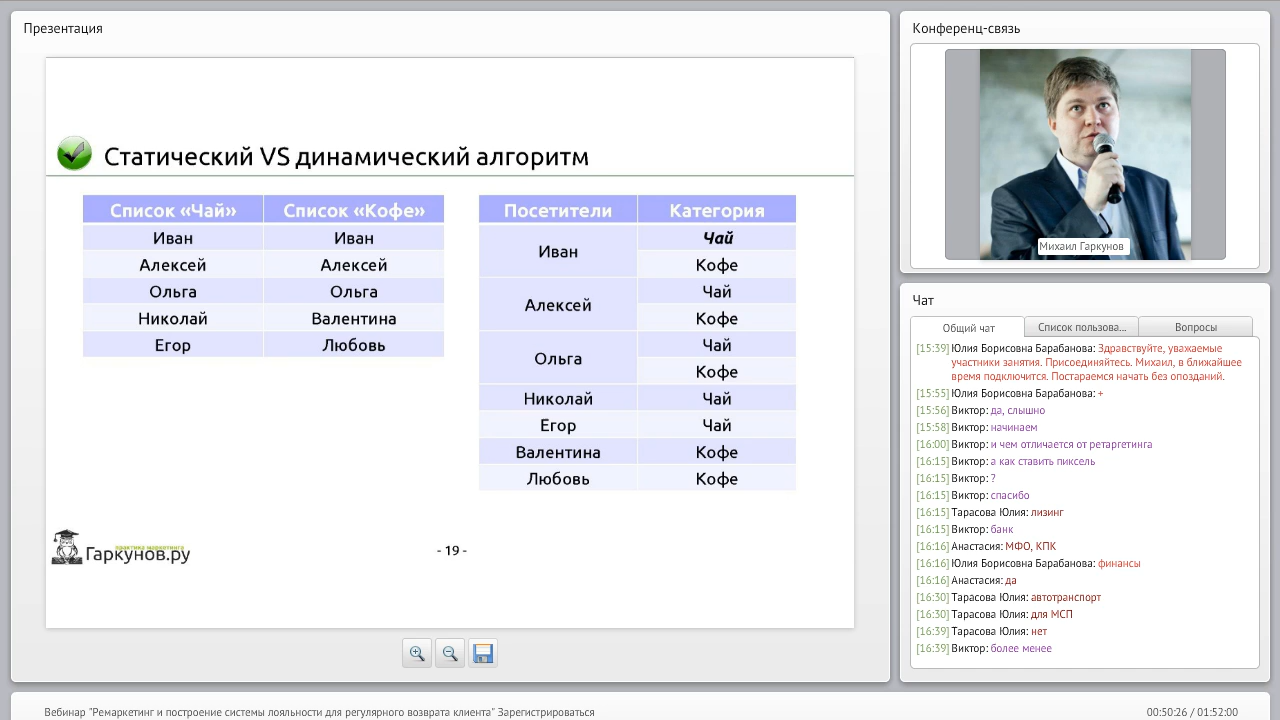 Презентация
Статический VS динамический алгоритм
Список «Чай» Список «Кофе»
Иван Иван
Алексей Алексей
Ольга Ольга
Николай Валентина
Егор Любовь
Посетители Категория
Иван Чай
Кофе
Алексей Чай
Кофе
Ольга Чай
Кофе
Николай Чай
Егор Чай
Валентина Кофе
Любовь Кофе
практика маркетинга
Гаркунов.ру
- 19 -
Конференц-связь
Михаил Гаркунов
Чат
Общий чат Список пользова... Вопросы
[15:39] Юлия Борисовна Барабанова: Здравствуйте, уважаемые
участники занятия. Присоединяйтесь. Михаил, в ближайшее
время подключится. Постараемся начать без опозданий.
[15:55] Юлия Борисовна Барабанова: +
[15:56] Виктор: да, слышно
[15:58] Виктор: начинаем
[16:00] Виктор: и чем отличается от ретаргетинга
[16:15] Виктор: а как ставить пиксель
[16:15] Виктор: ?
[16:15] Виктор: спасибо
[16:15] Тарасова Юлия: лизинг
[16:15] Виктор: банк
[16:16] Анастасия: МФО, КПК
[16:16] Юлия Борисовна Барабанова: финансы
[16:16] Анастасия: да
[16:30] Тарасова Юлия: автотранспорт
[16:30] Тарасова Юлия: для МСП
[16:39] Тарасова Юлия: нет
[16:39] Виктор: более менее
Вебинар "Ремаркетинг и построение системы лояльности для регулярного возврата клиента" Зарегистрироваться
00:50:26 / 01:52:00